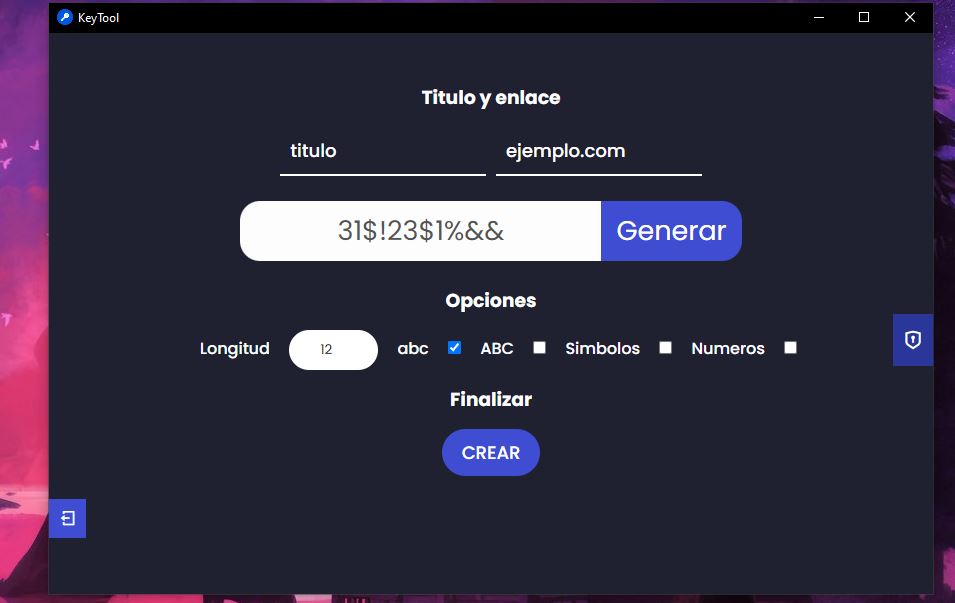 KeyTool
Titulo y enlace
titulo ejemplo.com
31$!23$1%&& Generar
Opciones
Longitud 12 abc ABC Simbolos Numeros
Finalizar
CREAR